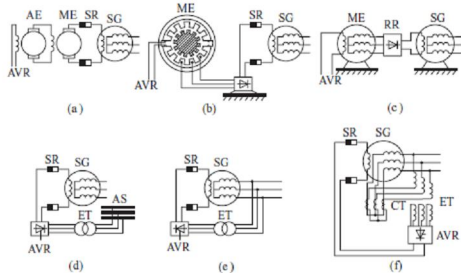 AE ME SR SG
AVR
(a)
ME
SR SG
(b)
ME RR SG
AVR
(c)
SR SG
AS
ET
AVR
(d)
SR SG
ET
AVR
(e)
SR SG
CT ET
AVR
(f)